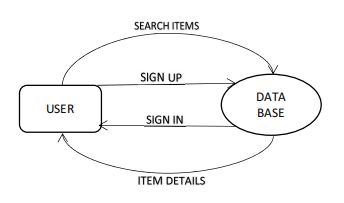 SEARCH ITEMS
SIGN UP
USER
DATA
BASE
SIGN IN
ITEM DETAILS